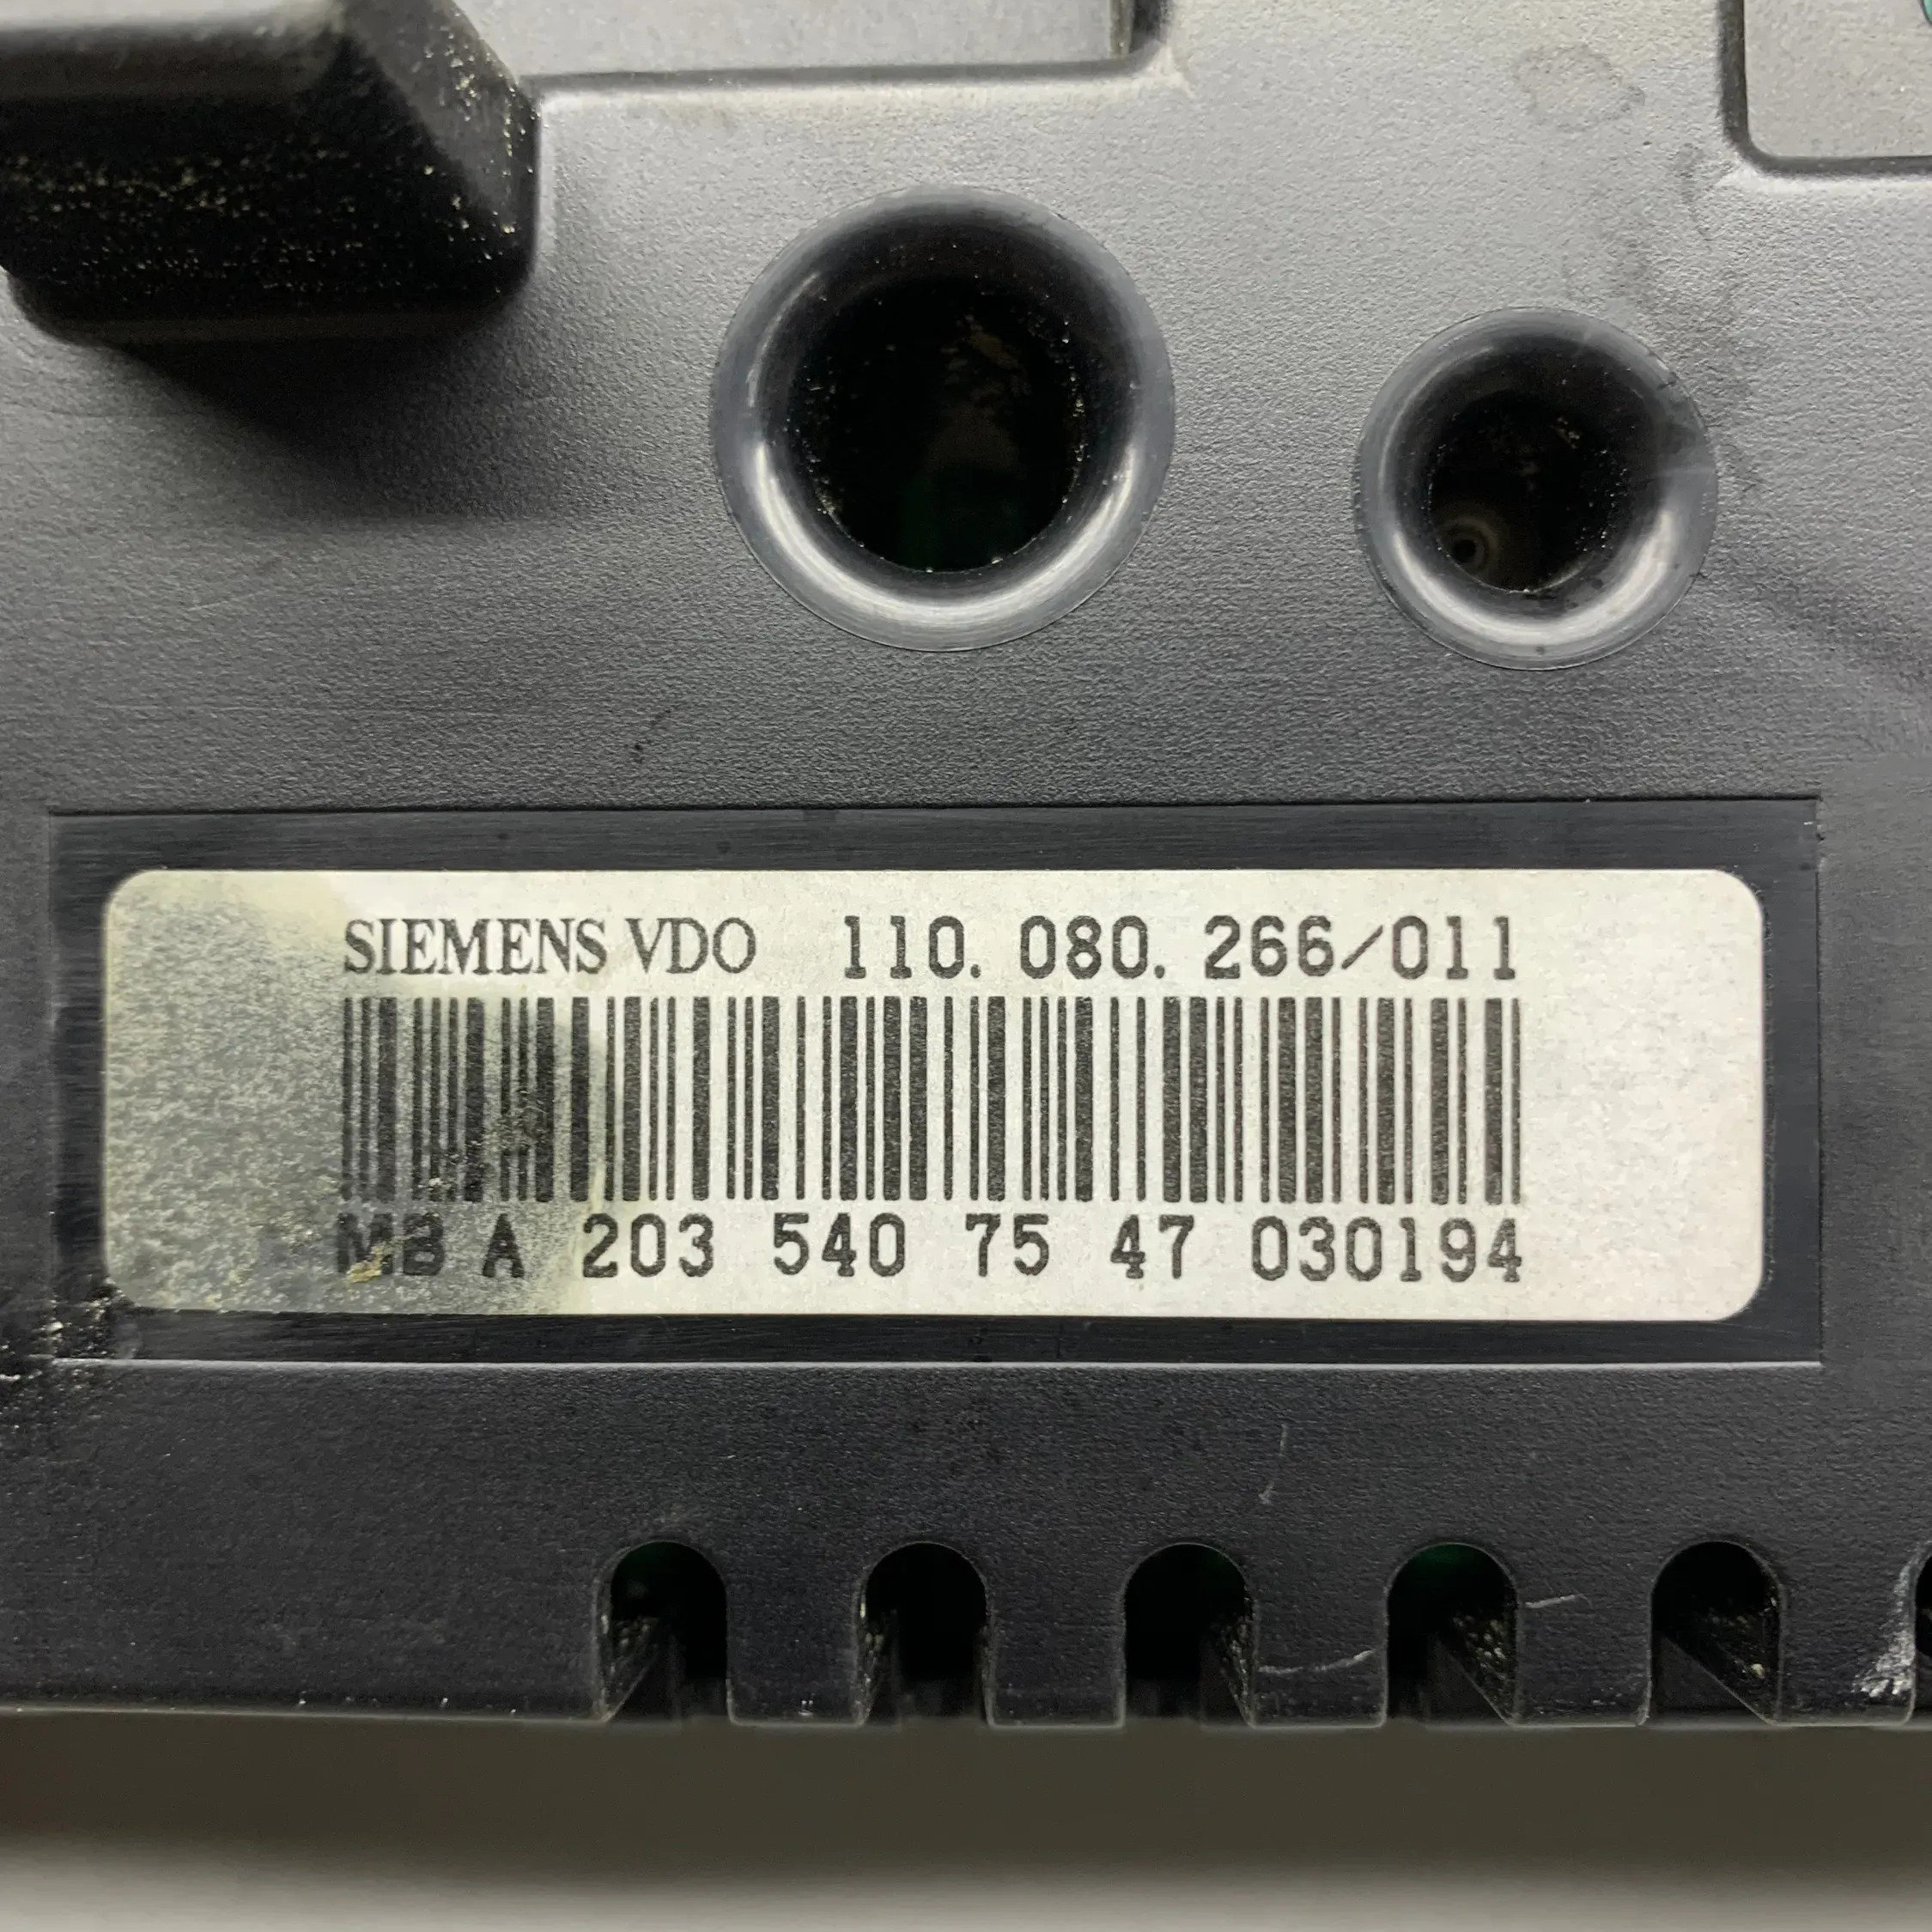 SIEMENS VDO 110. 080. 266/011
MB A 203 540 75 47 030194